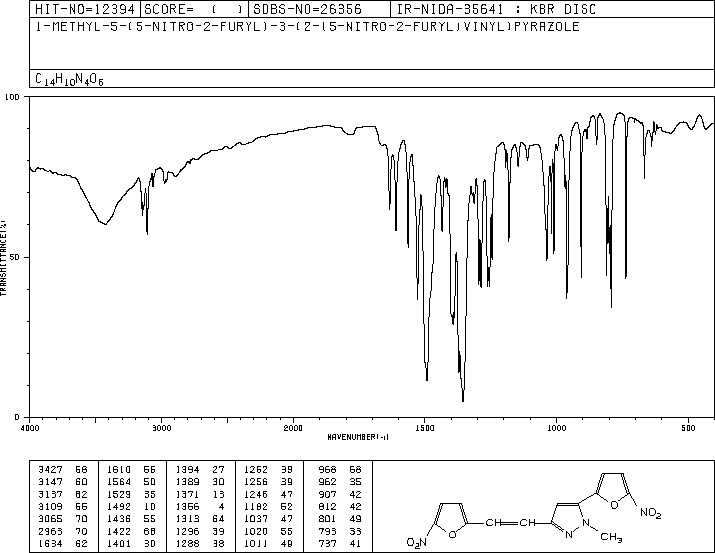 HIT-NO=12394 SCORE= ( ) SDBS-NO=26356 IR-NIDA-35641 : KBR DISC
1-METHYL-5-(5-NITRO-2-FURYL)-3-(2-(5-NITRO-2-FURYL)VINYL)PYRAZOLE
C14H10N4O6
100
50
0
TRANSMITTANCE(%)
4000 3000 2000 1500 1000 500
WAVENUMBER(-1)
3427 58 1610 55 1394 27 1262 39 968 68
3147 60 1564 50 1389 30 1256 39 962 35
3137 62 1529 35 1371 13 1246 47 907 42
3109 55 1492 10 1356 4 1182 52 812 42
3065 70 1436 55 1313 64 1037 47 801 49
2963 70 1422 68 1296 39 1020 55 793 33
1634 62 1401 30 1288 38 1011 49 737 41
O2N O CH CH N N CH3 O NO2